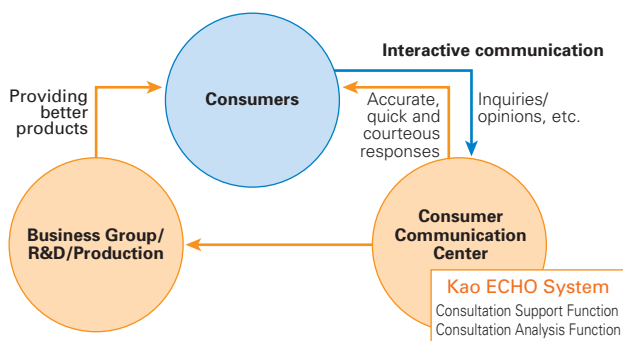 Interactive communication
Providing
better
products
Consumers
Accurate,
quick and
courteous
responses
Inquiries/
opinions, etc.
Business Group/
R&D/Production
Consumer
Communication
Center
Kao ECHO System
Consultation Support Function
Consultation Analysis Function